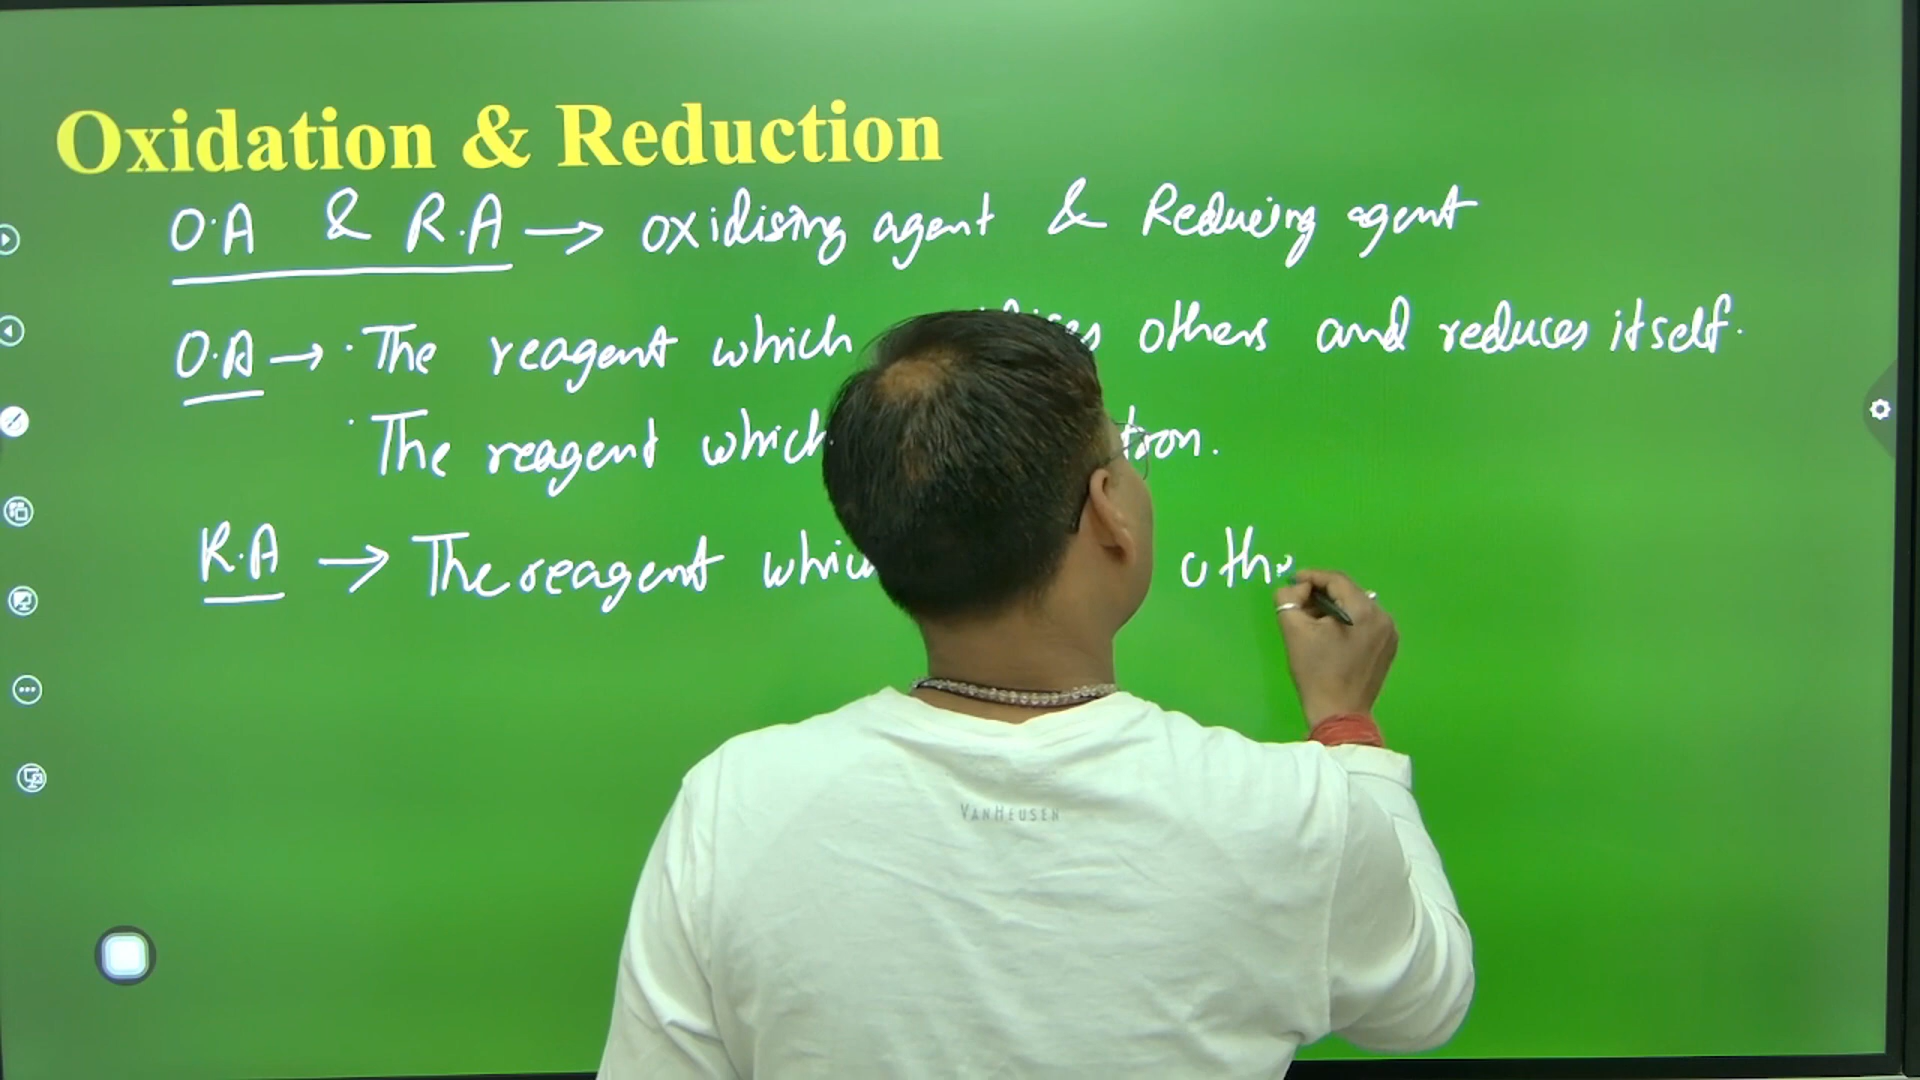 Oxidation & Reduction
O.A & R.A → oxidising agent & Reducing agent
O.A → · The reagent which others and reduces itself.
· The reagent which
R.A → The reagent which
VANHEUSEN